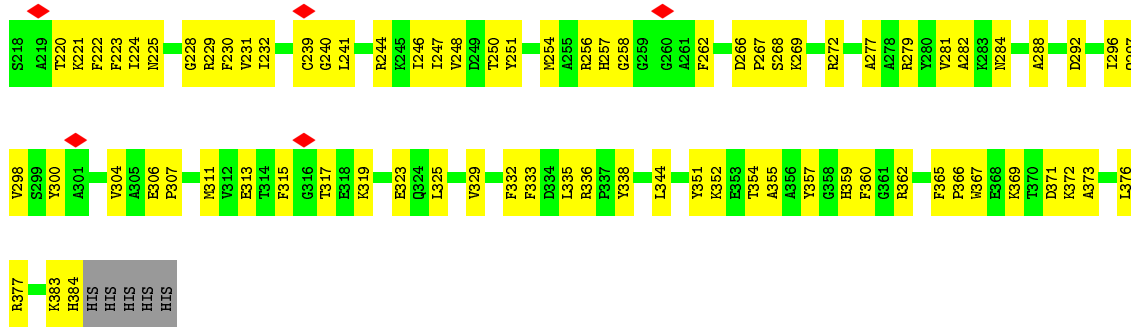 S218 A219 T220 K221 F222 F223 I224 N225 G228 R229 F230 V231 I232 C239 G240 L241 R244 K245 I246 I247 V248 D249 T250 Y251 M254 A255 R256 H257 G258 G259 G260 A261 F262 D266 P267 S268 K269 R272 A277 A278 R279 Y280 V281 A282 K283 N284 A288 D292 I296
V298 S299 Y300 A301 V304 A305 E306 P307 M311 V312 E313 T314 F315 G316 T317 E318 K319 E323 Q324 L325 V329 F332 F333 D334 L335 R336 P337 Y338 L344 Y351 K352 E353 T354 A355 A356 Y357 G358 H359 F360 G361 R362 F365 P366 W367 E368 K369 T370 D371 K372 A373 L376
R377 K383 H384 HIS HIS HIS HIS HIS